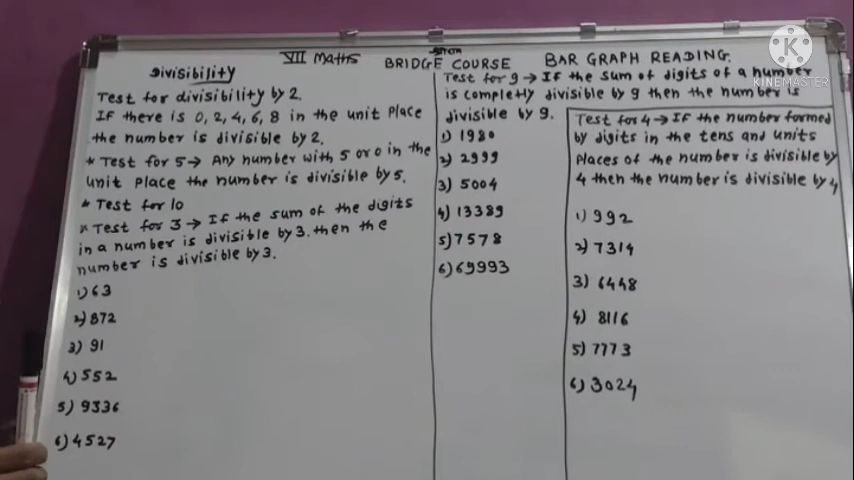 VII Maths
BRIDGE COURSE
BAR GRAPH READING.
Divisibility
Test for divisibility by 2.
IF there is 0, 2, 4, 6, 8 in the unit Place
the number is divisible by 2.
* Test for 5 → Any number with 5 or 0 in the
unit Place the number is divisible by 5.
* Test for 10
* Test for 3 → If the sum of the digits
in a number is divisible by 3. then the
number is divisible by 3.
1) 63
2) 872
3) 91
4) 552
5) 9336
6) 4527
Test for 9 → IF the sum of digits of a number
is completly divisible by 9 then the number is
divisible by 9.
1) 1980
2) 2999
3) 5004
4) 13389
5) 7578
6) 69993
Test for 4 → IF the number formed
by digits in the tens and units
Places of the number is divisible by
4 then the number is divisible by 4
1) 992
2) 7314
3) 6448
4) 8116
5) 7773
6) 3024
K
KINEMASTER